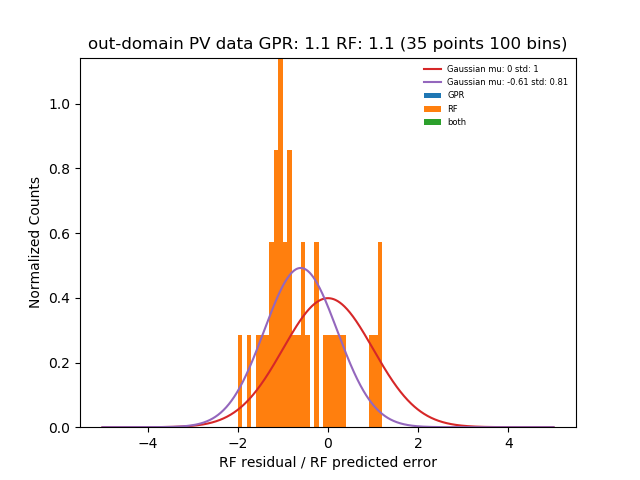 out-domain PV data GPR: 1.1 RF: 1.1 (35 points 100 bins)
Gaussian mu: 0 std: 1
Gaussian mu: -0.61 std: 0.81
GPR
RF
both
Normalized Counts
1.0
0.8
0.6
0.4
0.2
0.0
−4
−2
0
2
4
RF residual / RF predicted error